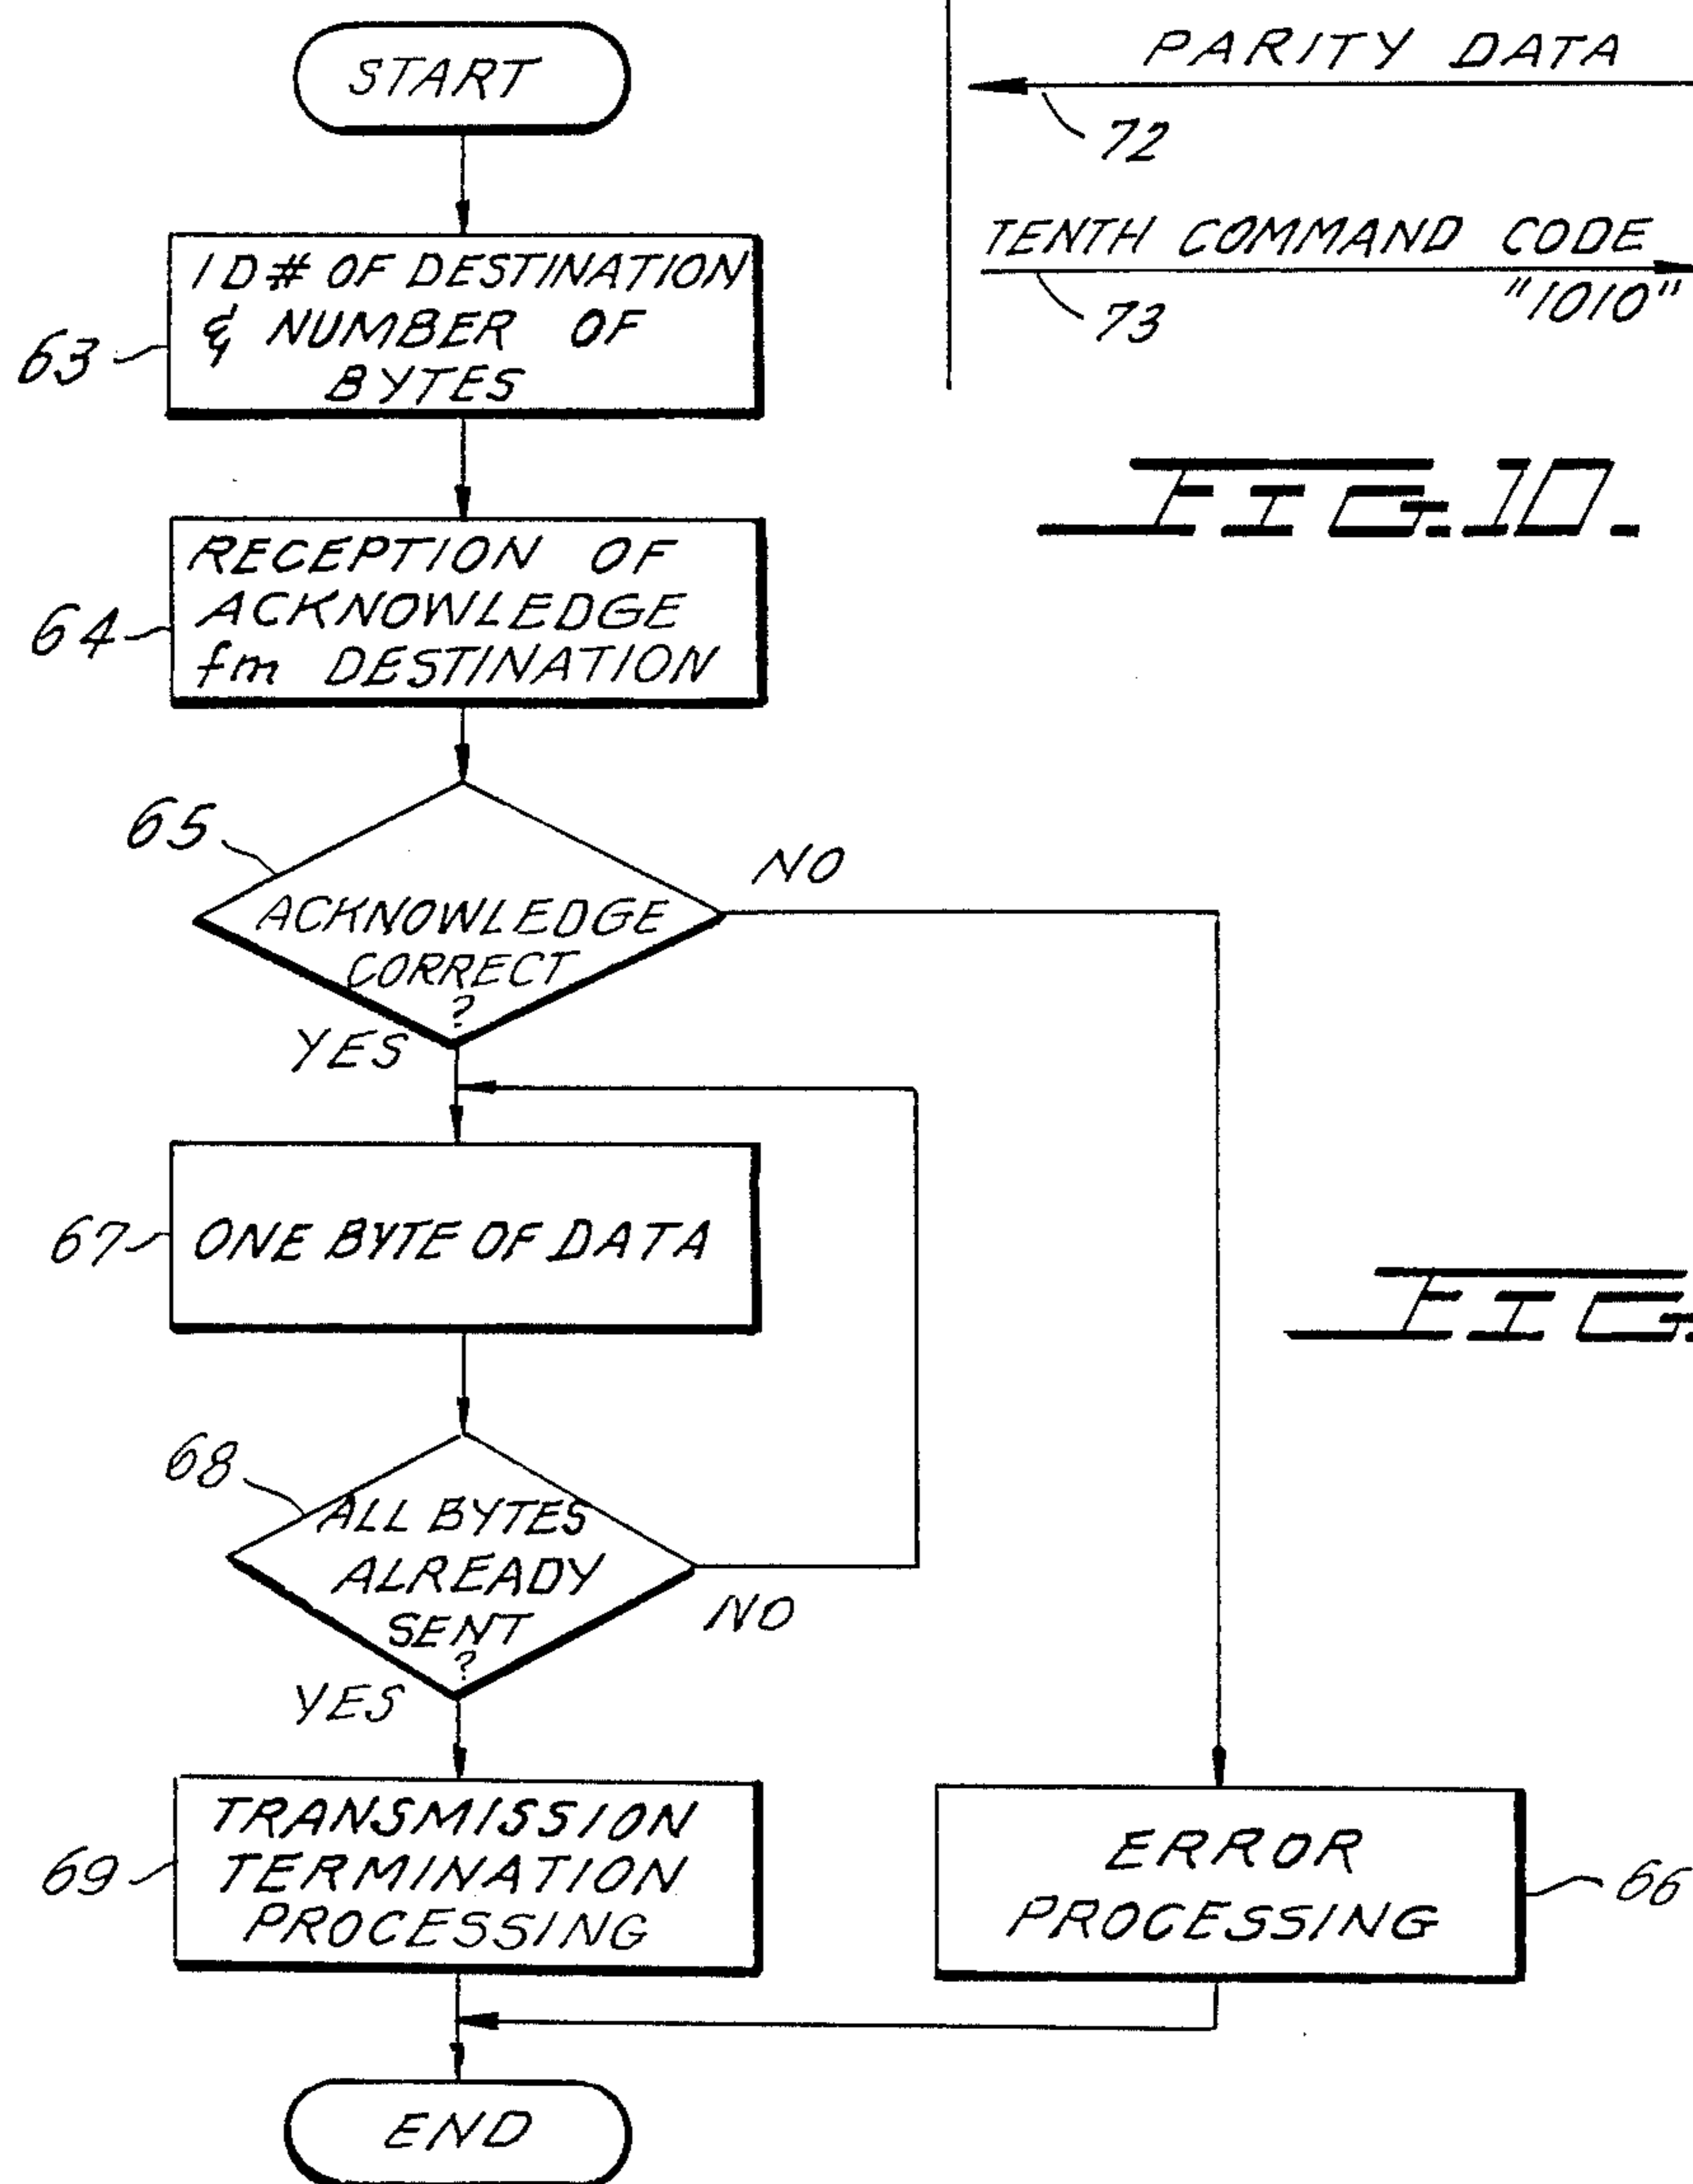 START
ID# OF DESTINATION
& NUMBER OF
BYTES
63
RECEPTION OF
ACKNOWLEDGE
fm DESTINATION
64
65
ACKNOWLEDGE
CORRECT
?
NO
YES
67
ONE BYTE OF DATA
68
ALL BYTES
ALREADY
SENT
?
NO
YES
69
TRANSMISSION
TERMINATION
PROCESSING
ERROR
PROCESSING
66
END
PARITY DATA
72
TENTH COMMAND CODE
"1010"
73
FIG.10.
FIG.